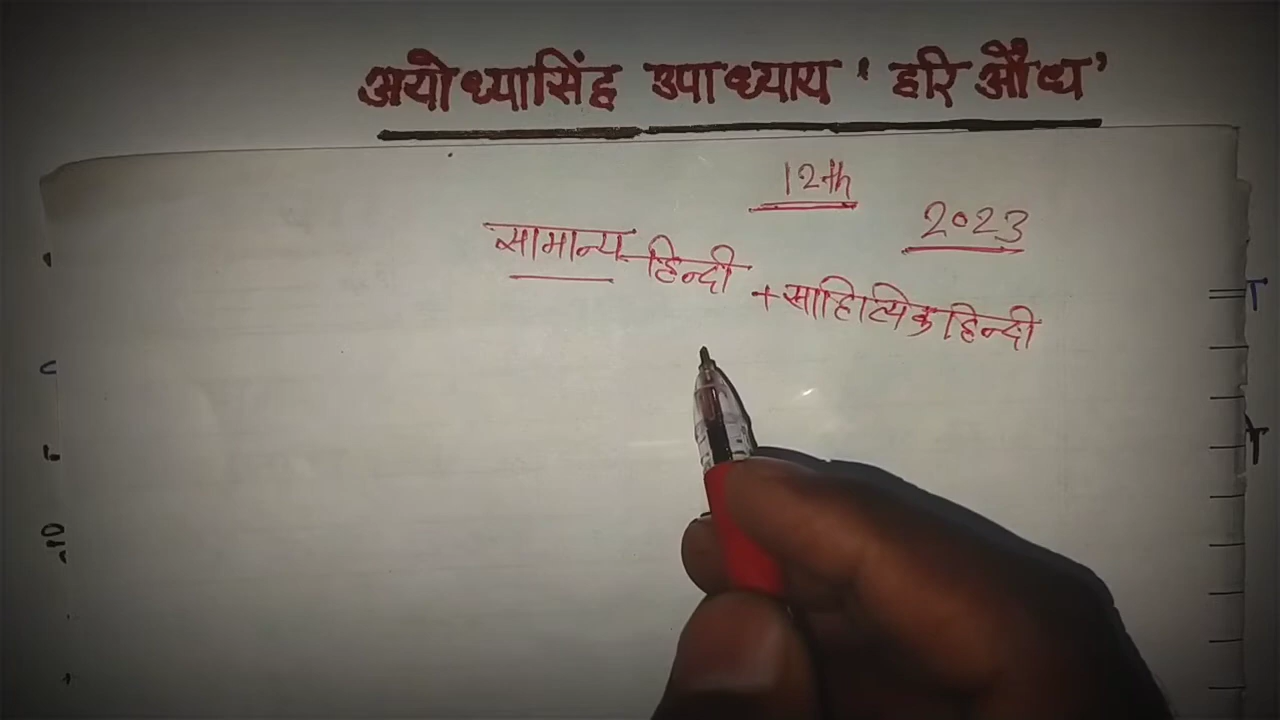 अयोध्यासिंह उपाध्याय 'हरिऔध'
12th
2023
सामान्य हिन्दी + साहित्यिक हिन्दी